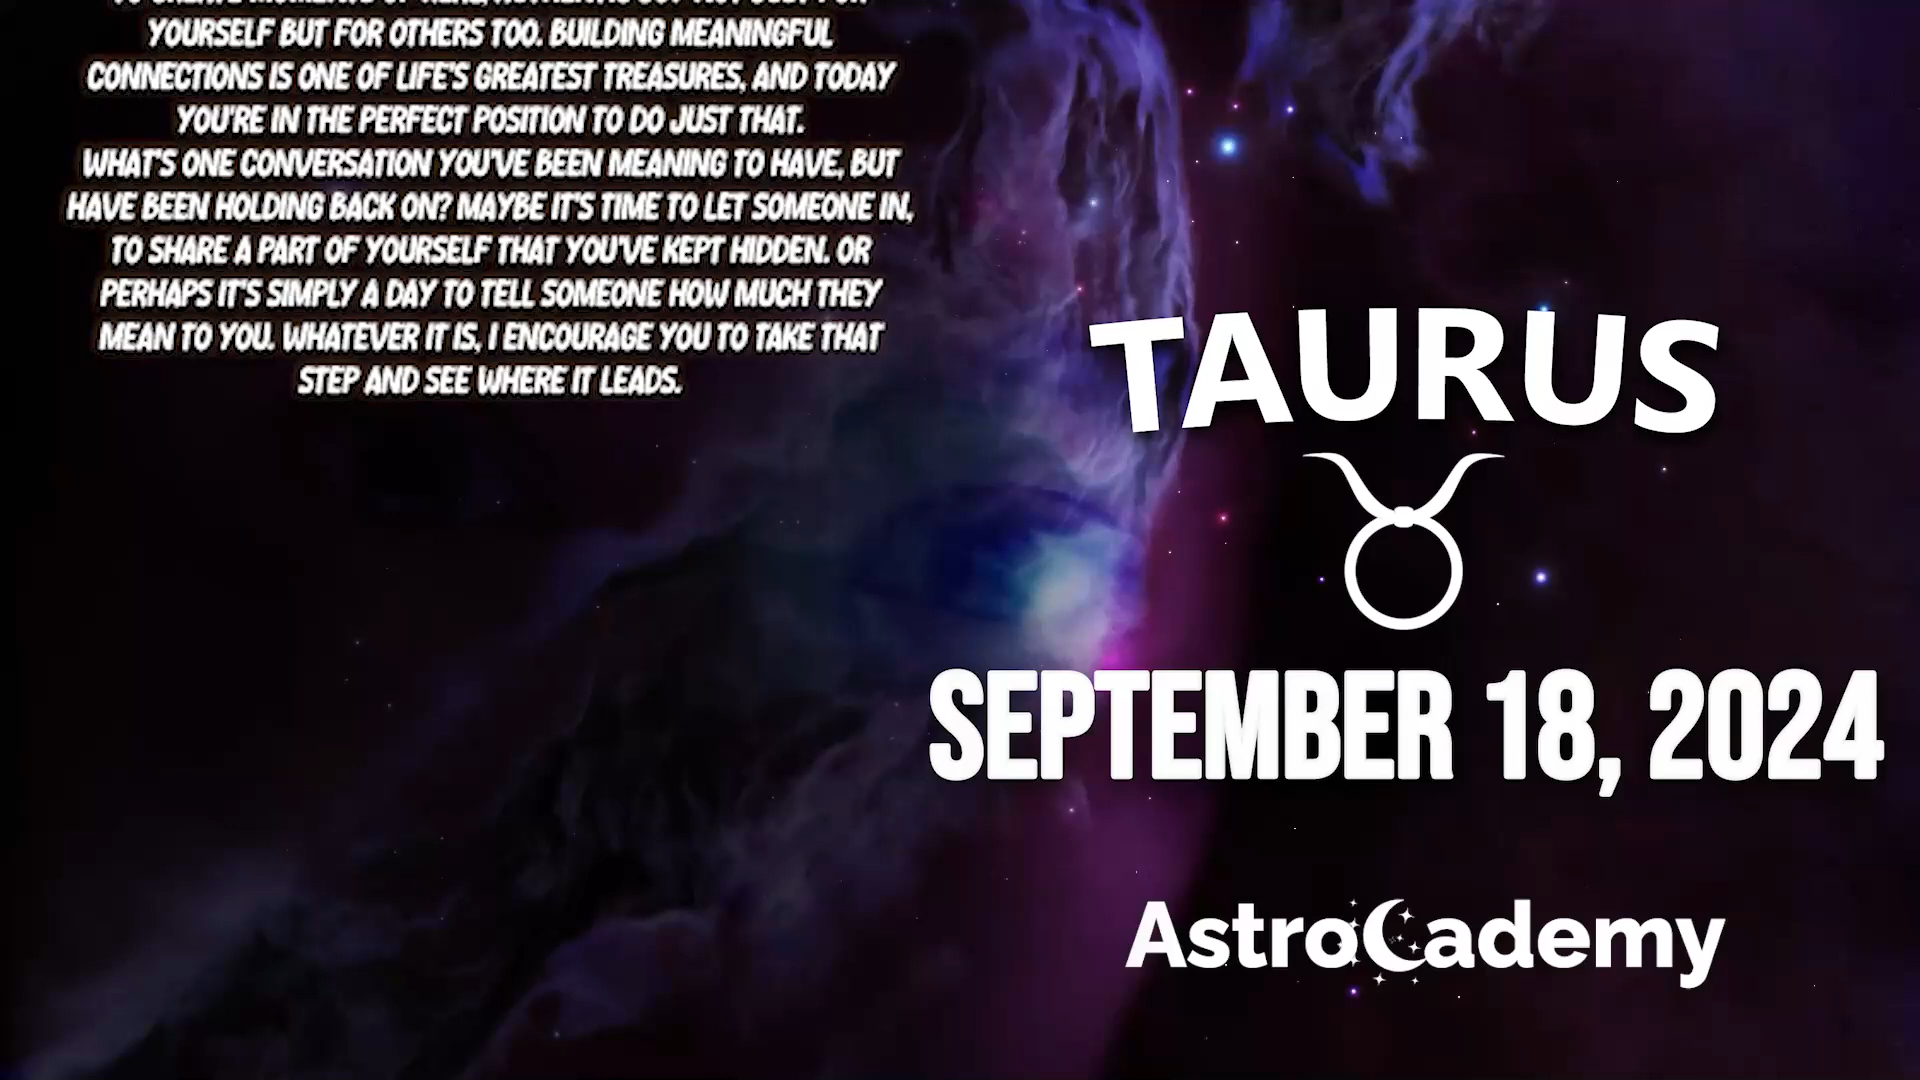 YOURSELF BUT FOR OTHERS TOO. BUILDING MEANINGFUL
CONNECTIONS IS ONE OF LIFE'S GREATEST TREASURES, AND TODAY
YOU'RE IN THE PERFECT POSITION TO DO JUST THAT.
WHAT'S ONE CONVERSATION YOU'VE BEEN MEANING TO HAVE, BUT
HAVE BEEN HOLDING BACK ON? MAYBE IT'S TIME TO LET SOMEONE IN,
TO SHARE A PART OF YOURSELF THAT YOU'VE KEPT HIDDEN. OR
PERHAPS IT'S SIMPLY A DAY TO TELL SOMEONE HOW MUCH THEY
MEAN TO YOU. WHATEVER IT IS, I ENCOURAGE YOU TO TAKE THAT
STEP AND SEE WHERE IT LEADS.
TAURUS
SEPTEMBER 18, 2024
AstroCademy